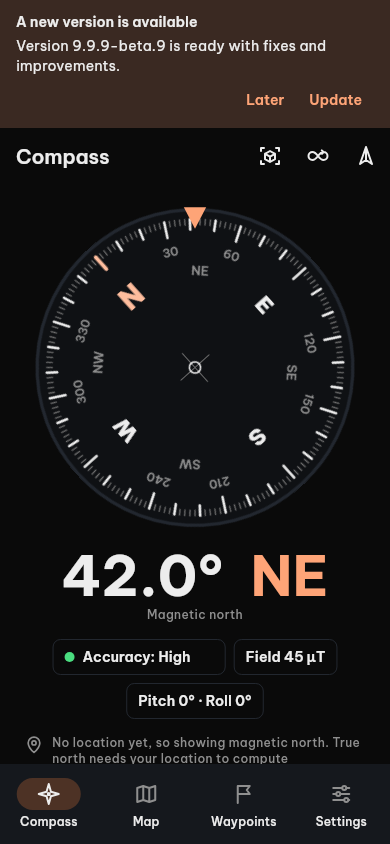 A new version is available
Version 9.9.9-beta.9 is ready with fixes and
improvements.
Later Update
Compass
30 NE 60
N E
330 120
NW SE
300 150
W S
SW
240 210
42.0° NE
Magnetic north
Accuracy: High Field 45 µT
Pitch 0° · Roll 0°
No location yet, so showing magnetic north. True
north needs your location to compute
Compass Map Waypoints Settings